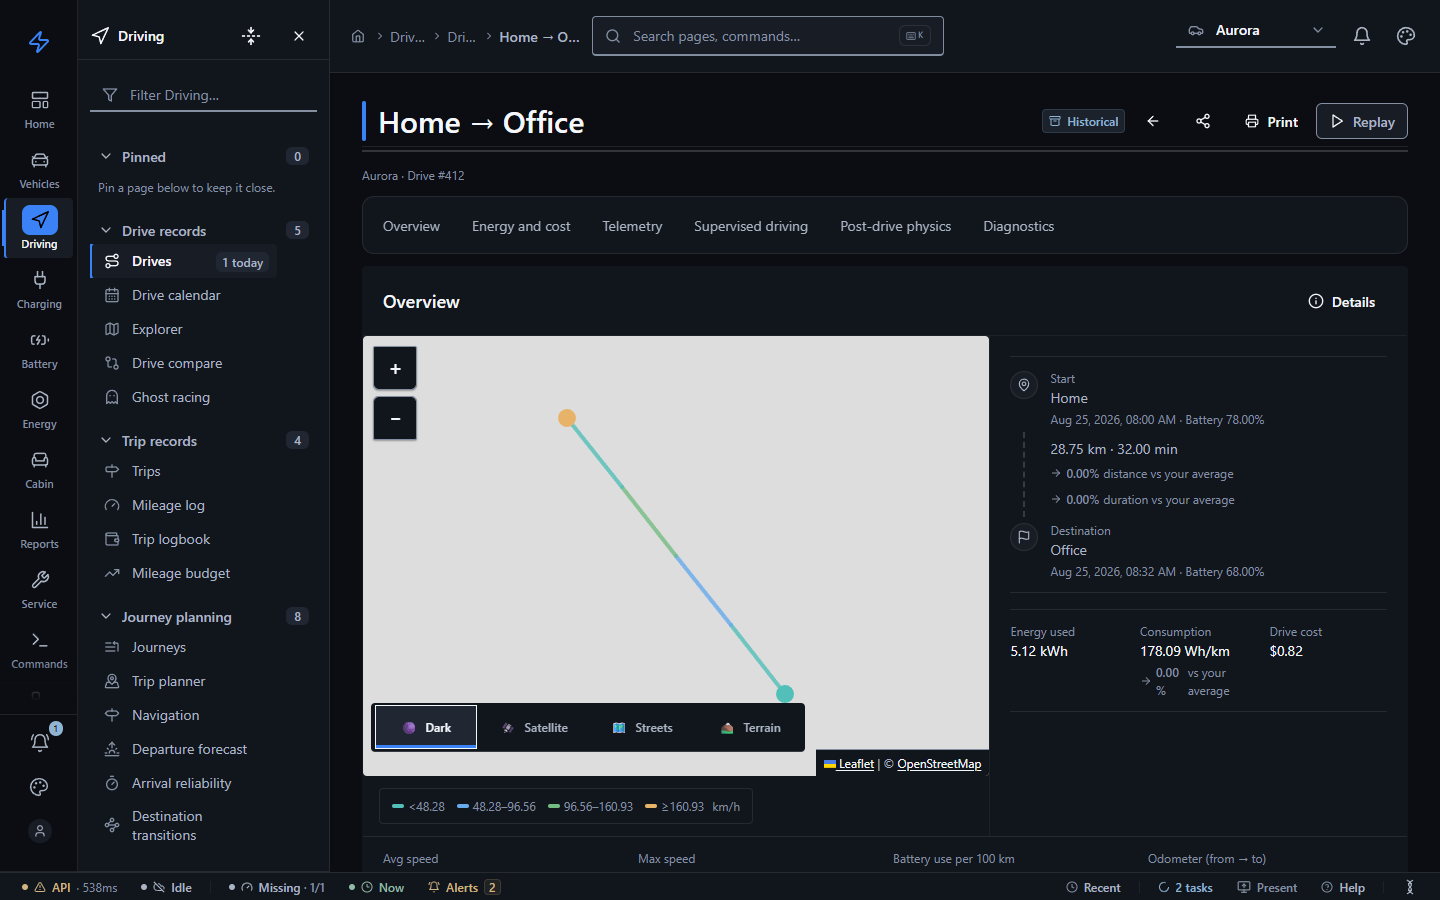 Home
Vehicles
Driving
Charging
Battery
Energy
Cabin
Reports
Service
Commands
1
Driving
Filter Driving...
Pinned 0
Pin a page below to keep it close.
Drive records 5
Drives 1 today
Drive calendar
Explorer
Drive compare
Ghost racing
Trip records 4
Trips
Mileage log
Trip logbook
Mileage budget
Journey planning 8
Journeys
Trip planner
Navigation
Departure forecast
Arrival reliability
Destination
transitions
Driv... Dri... Home → O...
Search pages, commands... K
Aurora
Home → Office
Historical
Print
Replay
Aurora · Drive #412
Overview Energy and cost Telemetry Supervised driving Post-drive physics Diagnostics
Overview
Details
+
−
Dark Satellite Streets Terrain
Leaflet | © OpenStreetMap
<48.28 48.28–96.56 96.56–160.93 ≥160.93 km/h
Start
Home
Aug 25, 2026, 08:00 AM · Battery 78.00%
28.75 km · 32.00 min
→ 0.00% distance vs your average
→ 0.00% duration vs your average
Destination
Office
Aug 25, 2026, 08:32 AM · Battery 68.00%
Energy used Consumption Drive cost
5.12 kWh 178.09 Wh/km $0.82
→ 0.00 % vs your average
Avg speed Max speed Battery use per 100 km Odometer (from → to)
API · 538ms Idle Missing · 1/1 Now Alerts 2 Recent 2 tasks Present Help